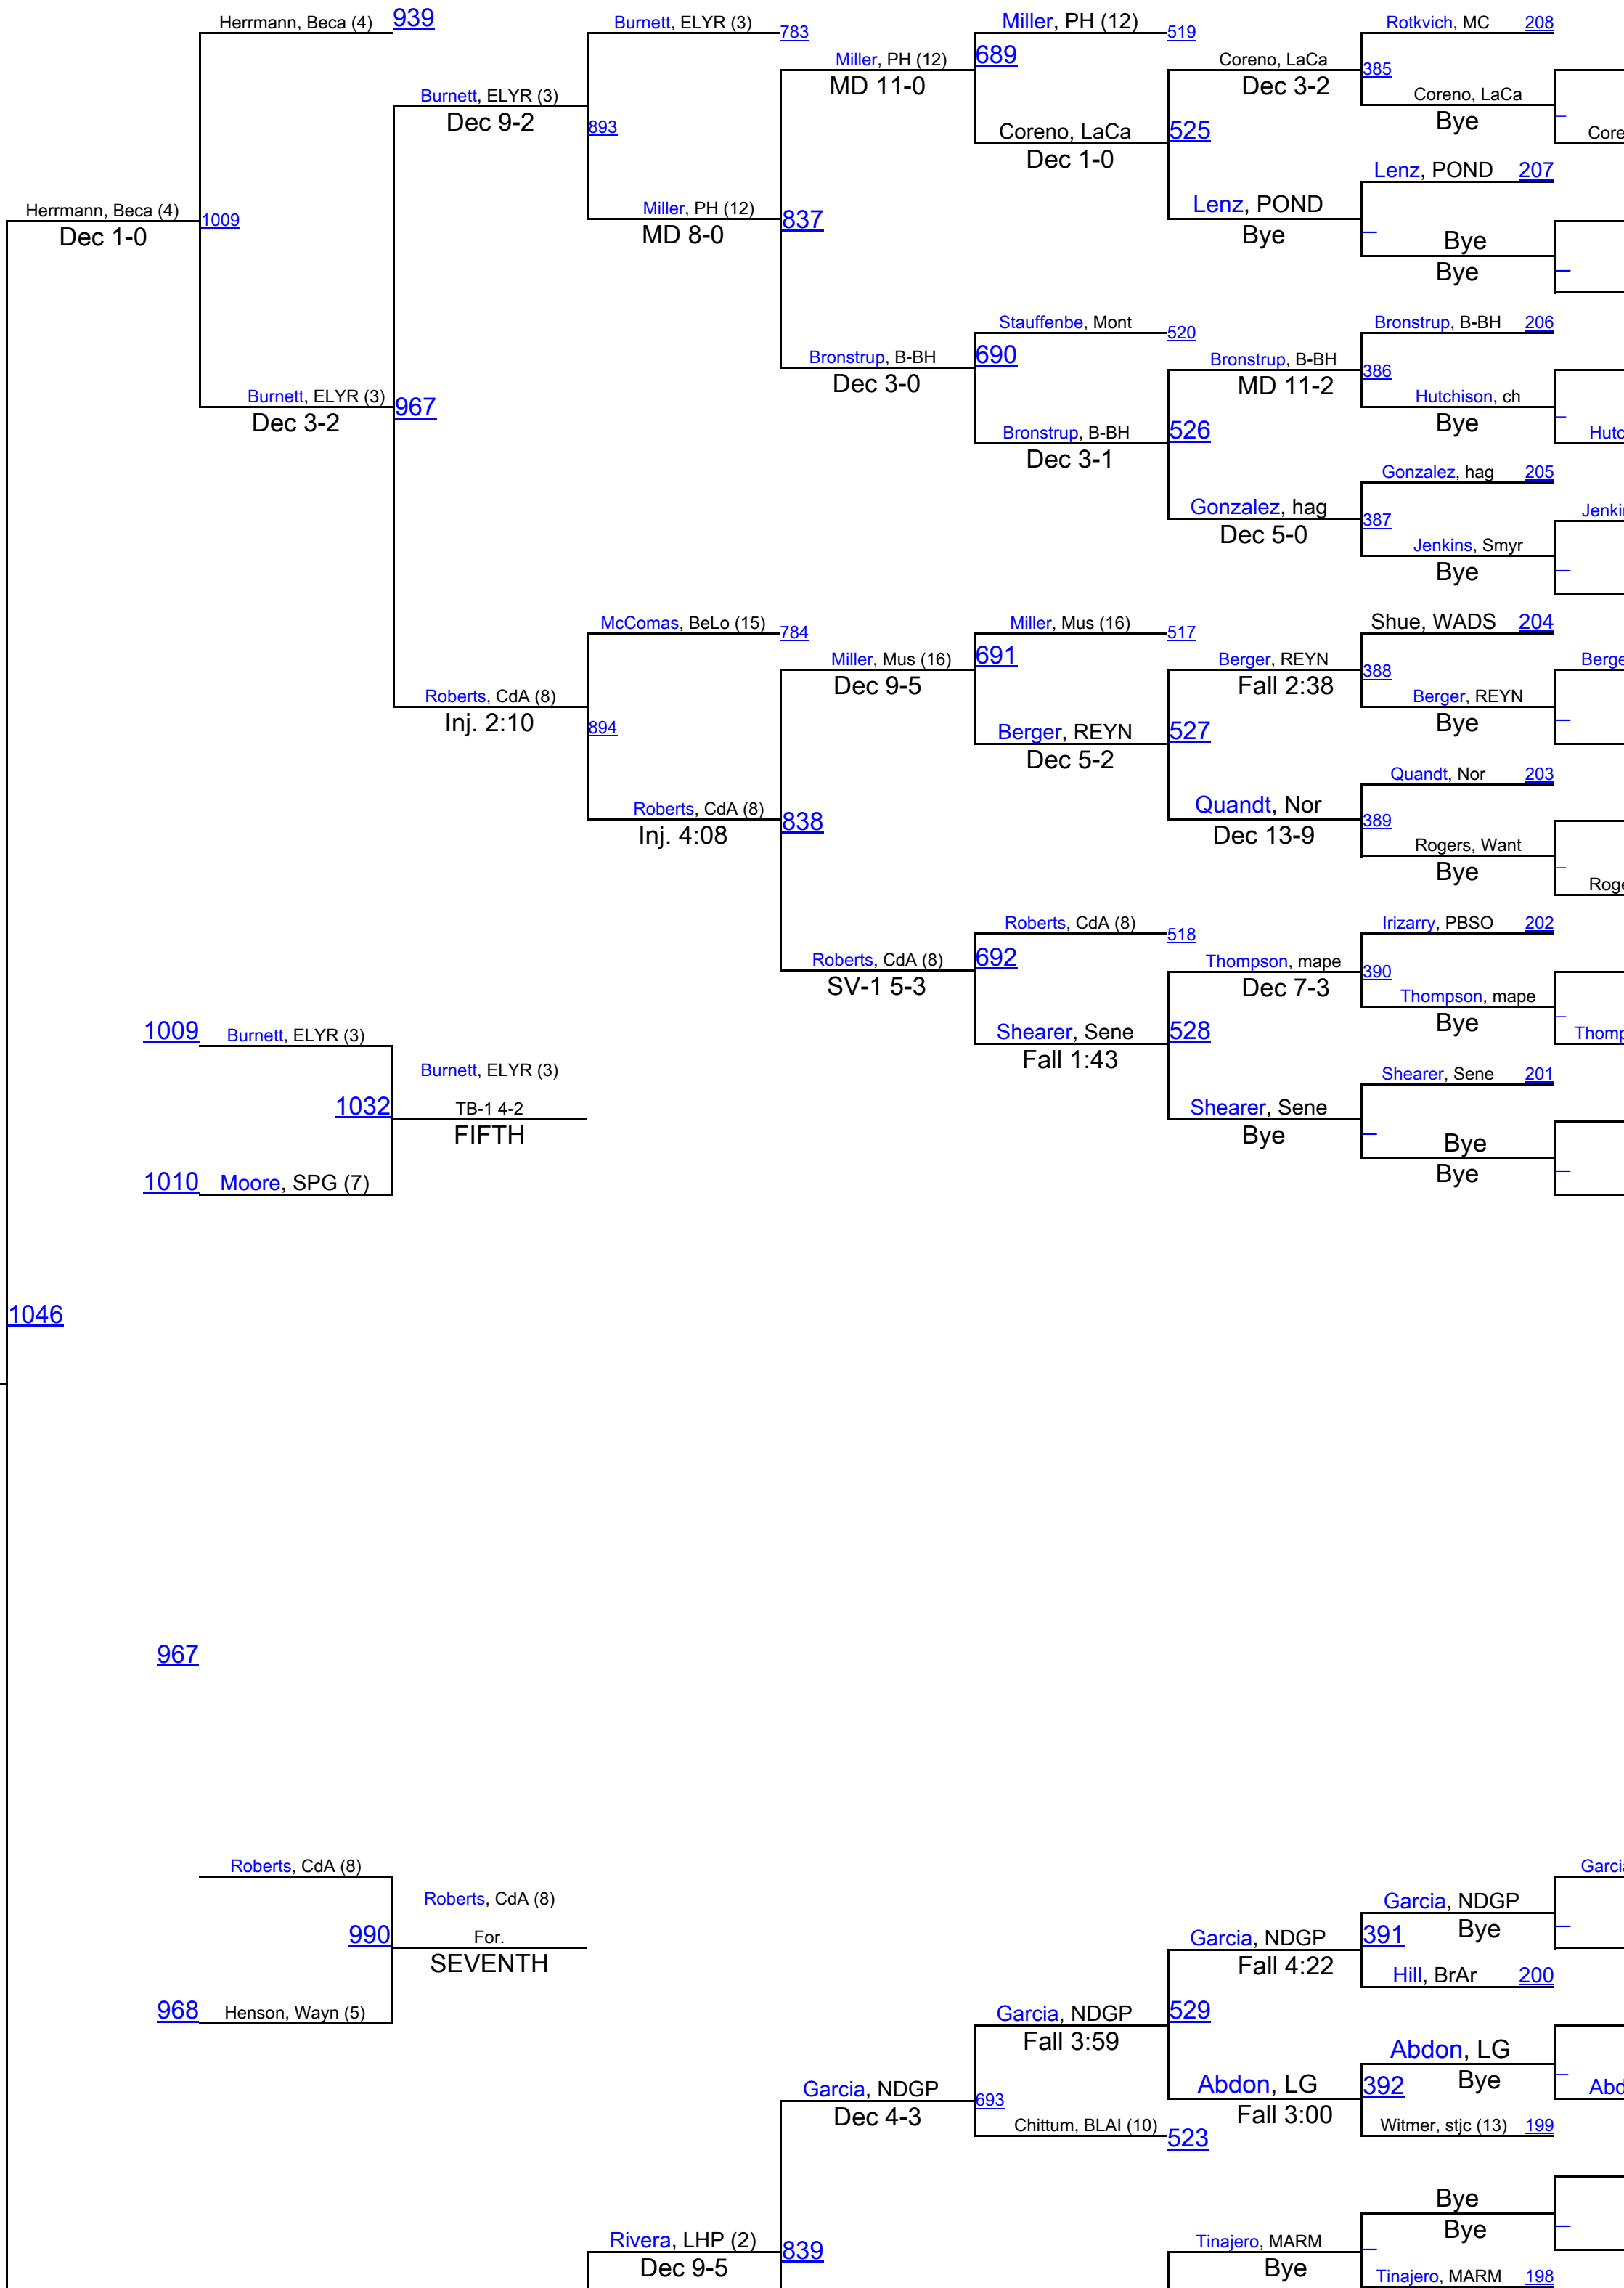 Herrmann, Beca (4) 939
Burnett, ELYR (3) 783
Miller, PH (12) 519
Rotkvich, MC 208
Miller, PH (12) 689
MD 11-0
Coreno, LaCa 385
Dec 3-2
Coreno, LaCa
Bye
Burnett, ELYR (3)
Dec 9-2
893
Coreno, LaCa 525
Dec 1-0
Core
Lenz, POND 207
Herrmann, Beca (4)
Dec 1-0
1009
Miller, PH (12) 837
MD 8-0
Lenz, POND
Bye
Bye
Bye
Stauffenbe, Mont 520
Bronstrup, B-BH 206
Bronstrup, B-BH 690
Dec 3-0
Bronstrup, B-BH 386
MD 11-2
Hutchison, ch
Bye
Burnett, ELYR (3) 967
Dec 3-2
Bronstrup, B-BH 526
Dec 3-1
Hutc
Gonzalez, hag 205
Gonzalez, hag 387
Dec 5-0
Jenki
Jenkins, Smyr
Bye
McComas, BeLo (15) 784
Miller, Mus (16) 517
Shue, WADS 204
Miller, Mus (16) 691
Dec 9-5
Berger, REYN 388
Fall 2:38
Berge
Berger, REYN
Bye
Roberts, CdA (8)
Inj. 2:10
894
Berger, REYN 527
Dec 5-2
Quandt, Nor 203
Roberts, CdA (8) 838
Inj. 4:08
Quandt, Nor 389
Dec 13-9
Rogers, Want
Bye
Roge
Roberts, CdA (8) 518
Irizarry, PBSO 202
Roberts, CdA (8) 692
SV-1 5-3
Thompson, mape 390
Dec 7-3
Thompson, mape
Bye
1009 Burnett, ELYR (3)
Shearer, Sene 528
Fall 1:43
Thomp
Burnett, ELYR (3)
1032 TB-1 4-2
FIFTH
Shearer, Sene 201
Shearer, Sene
Bye
Bye
Bye
1010 Moore, SPG (7)
1046
967
Roberts, CdA (8)
Garci
Roberts, CdA (8)
Garcia, NDGP
Bye
990 For.
SEVENTH
Garcia, NDGP 391
Fall 4:22
Hill, BrAr 200
968 Henson, Wayn (5)
Garcia, NDGP 529
Fall 3:59
Abdon, LG
Bye
Garcia, NDGP 693
Dec 4-3
Abdon, LG 392
Fall 3:00
Abd
Chittum, BLAI (10) 523
Witmer, stjc (13) 199
Bye
Bye
Rivera, LHP (2) 839
Dec 9-5
Tinajero, MARM
Bye
Tinajero, MARM 198